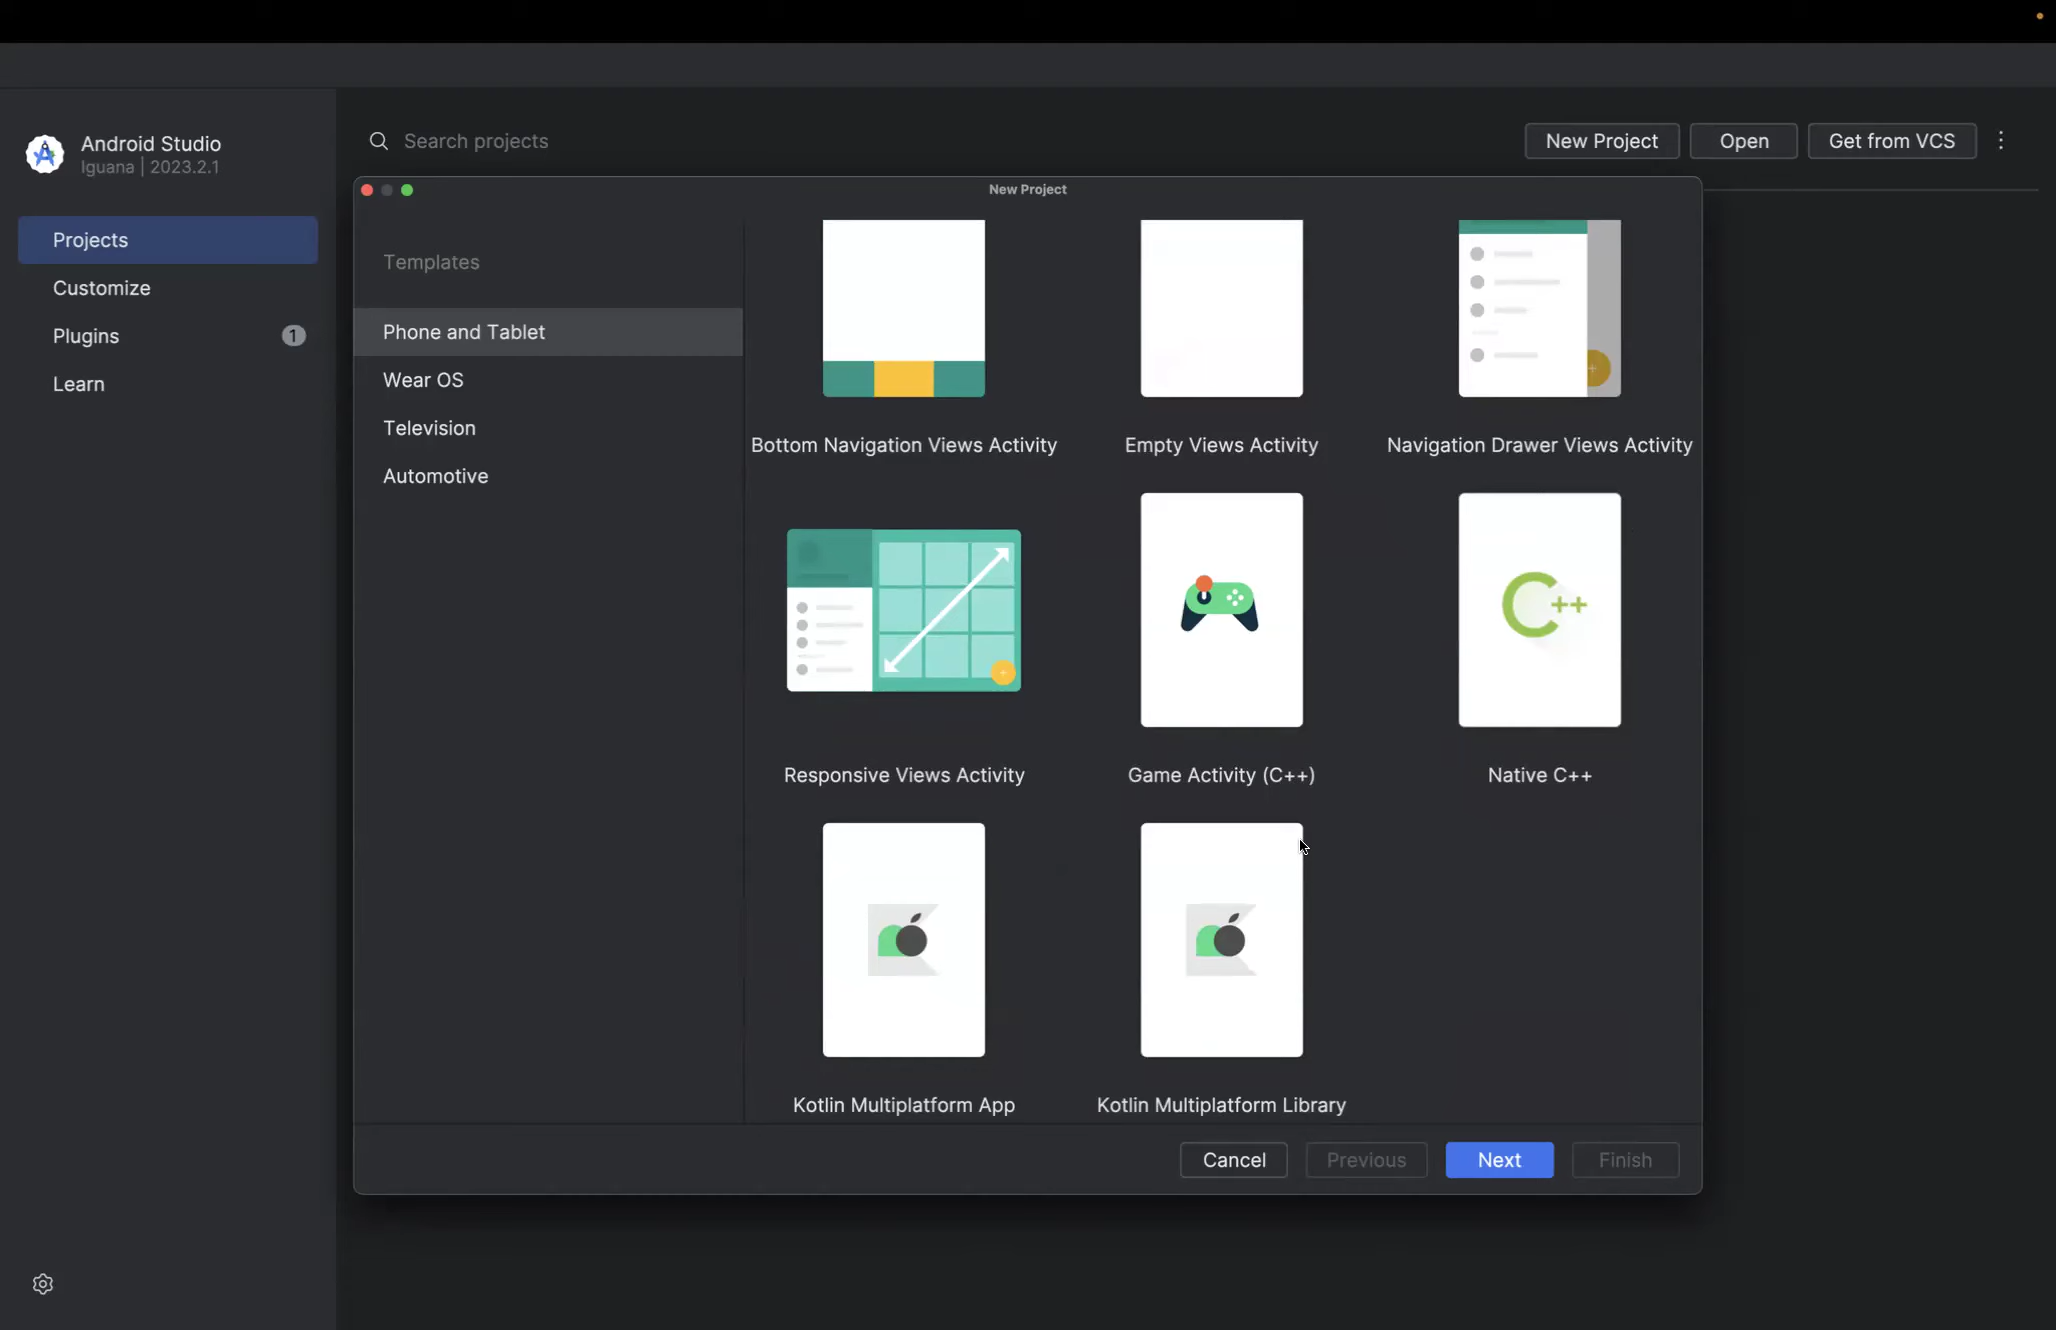 Android Studio
Iguana | 2023.2.1
Search projects
New Project
Open
Get from VCS
Projects
Customize
Plugins
1
Learn
New Project
Templates
Phone and Tablet
Wear OS
Television
Automotive
Bottom Navigation Views Activity
Empty Views Activity
Navigation Drawer Views Activity
C++
Responsive Views Activity
Game Activity (C++)
Native C++
Kotlin Multiplatform App
Kotlin Multiplatform Library
Cancel
Previous
Next
Finish